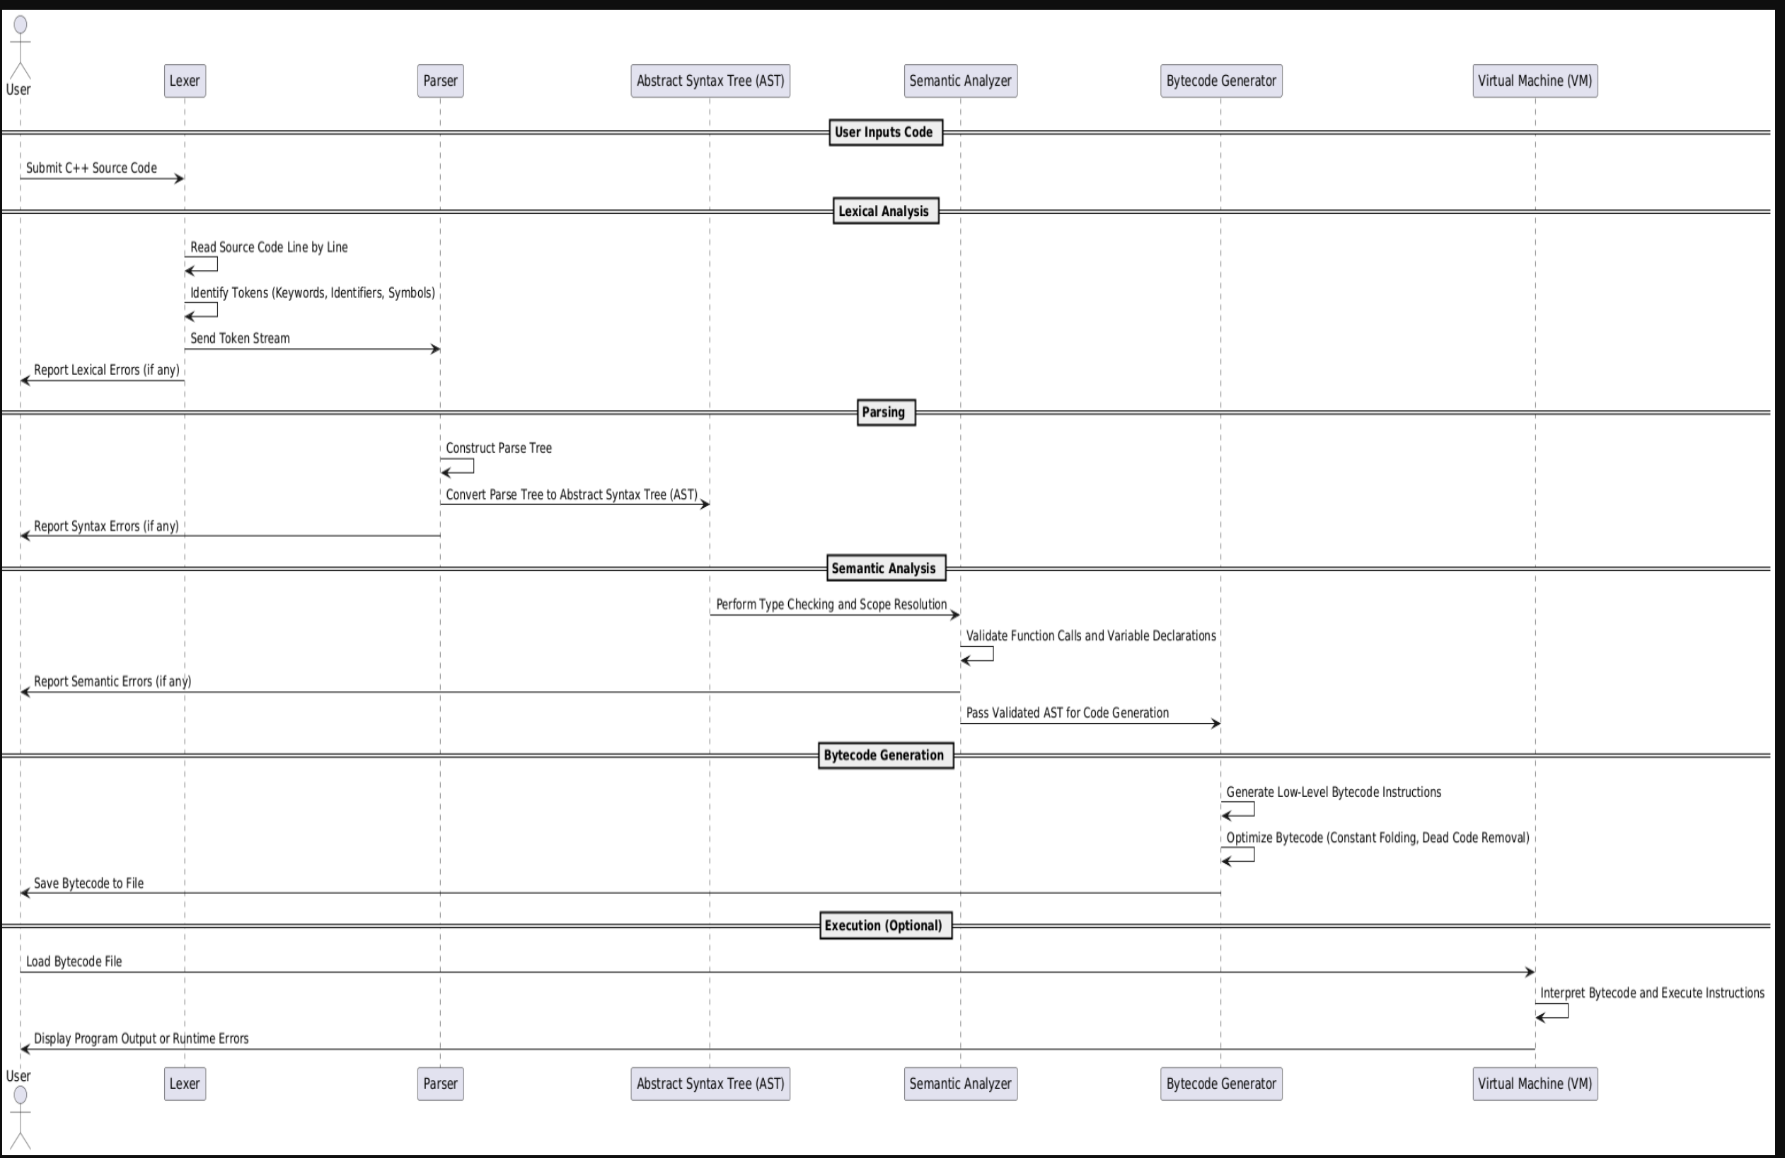 User
Lexer
Parser
Abstract Syntax Tree (AST)
Semantic Analyzer
Bytecode Generator
Virtual Machine (VM)
User Inputs Code
Submit C++ Source Code
Lexical Analysis
Read Source Code Line by Line
Identify Tokens (Keywords, Identifiers, Symbols)
Send Token Stream
Report Lexical Errors (if any)
Parsing
Construct Parse Tree
Convert Parse Tree to Abstract Syntax Tree (AST)
Report Syntax Errors (if any)
Semantic Analysis
Perform Type Checking and Scope Resolution
Validate Function Calls and Variable Declarations
Report Semantic Errors (if any)
Pass Validated AST for Code Generation
Bytecode Generation
Generate Low-Level Bytecode Instructions
Optimize Bytecode (Constant Folding, Dead Code Removal)
Save Bytecode to File
Execution (Optional)
Load Bytecode File
Interpret Bytecode and Execute Instructions
Display Program Output or Runtime Errors
User
Lexer
Parser
Abstract Syntax Tree (AST)
Semantic Analyzer
Bytecode Generator
Virtual Machine (VM)